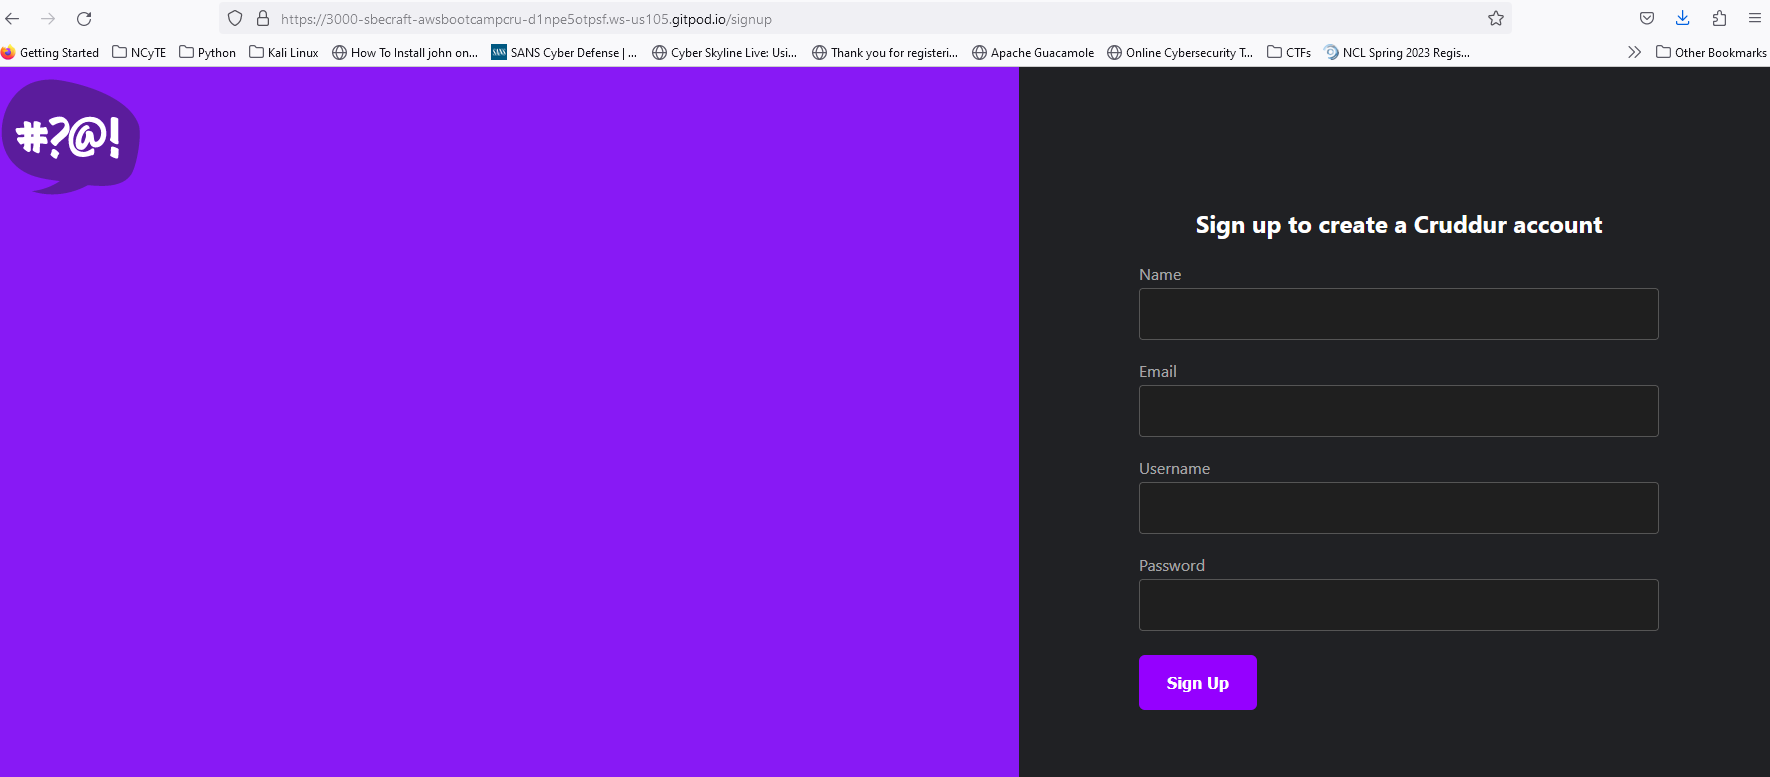 https://3000-sbecraft-awsbootcampcru-d1npe5otpsf.ws-us105.gitpod.io/signup
Getting Started NCyTE Python Kali Linux How To Install john on... SANS Cyber Defense | ... Cyber Skyline Live: Usi... Thank you for registeri... Apache Guacamole Online Cybersecurity T... CTFs NCL Spring 2023 Regis... Other Bookmarks
#?@!
Sign up to create a Cruddur account
Name
Email
Username
Password
Sign Up